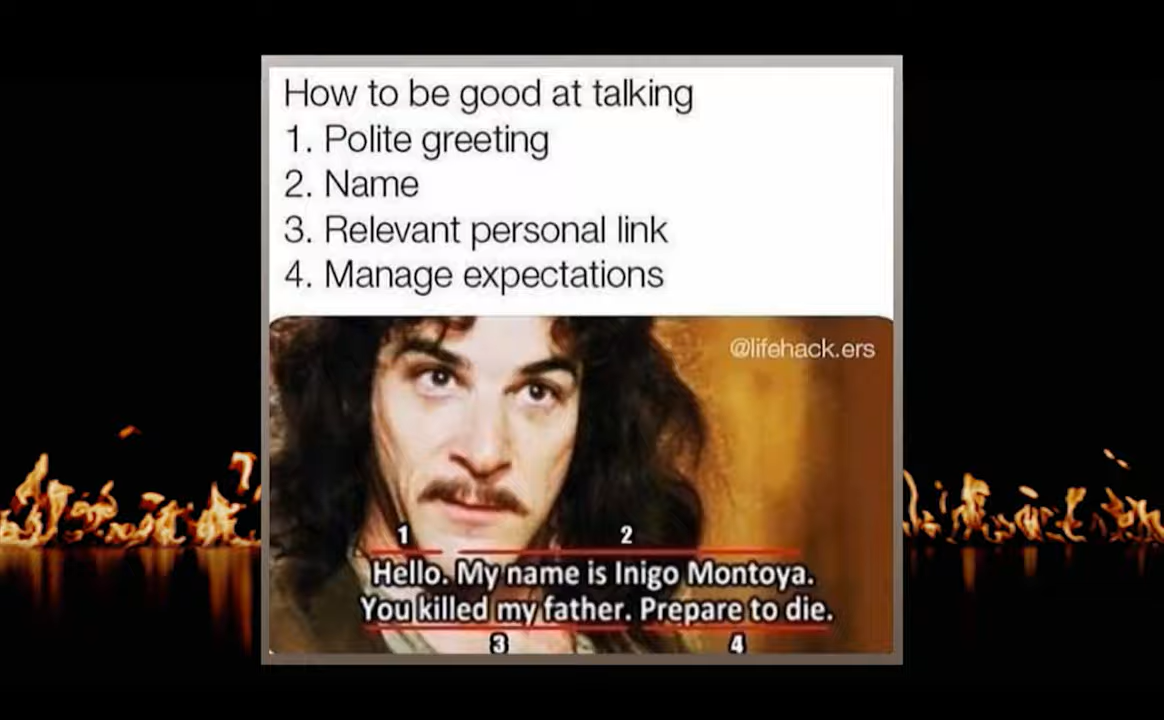 How to be good at talking
1. Polite greeting
2. Name
3. Relevant personal link
4. Manage expectations
@lifehack.ers
1 2
Hello. My name is Inigo Montoya.
You killed my father. Prepare to die.
3 4